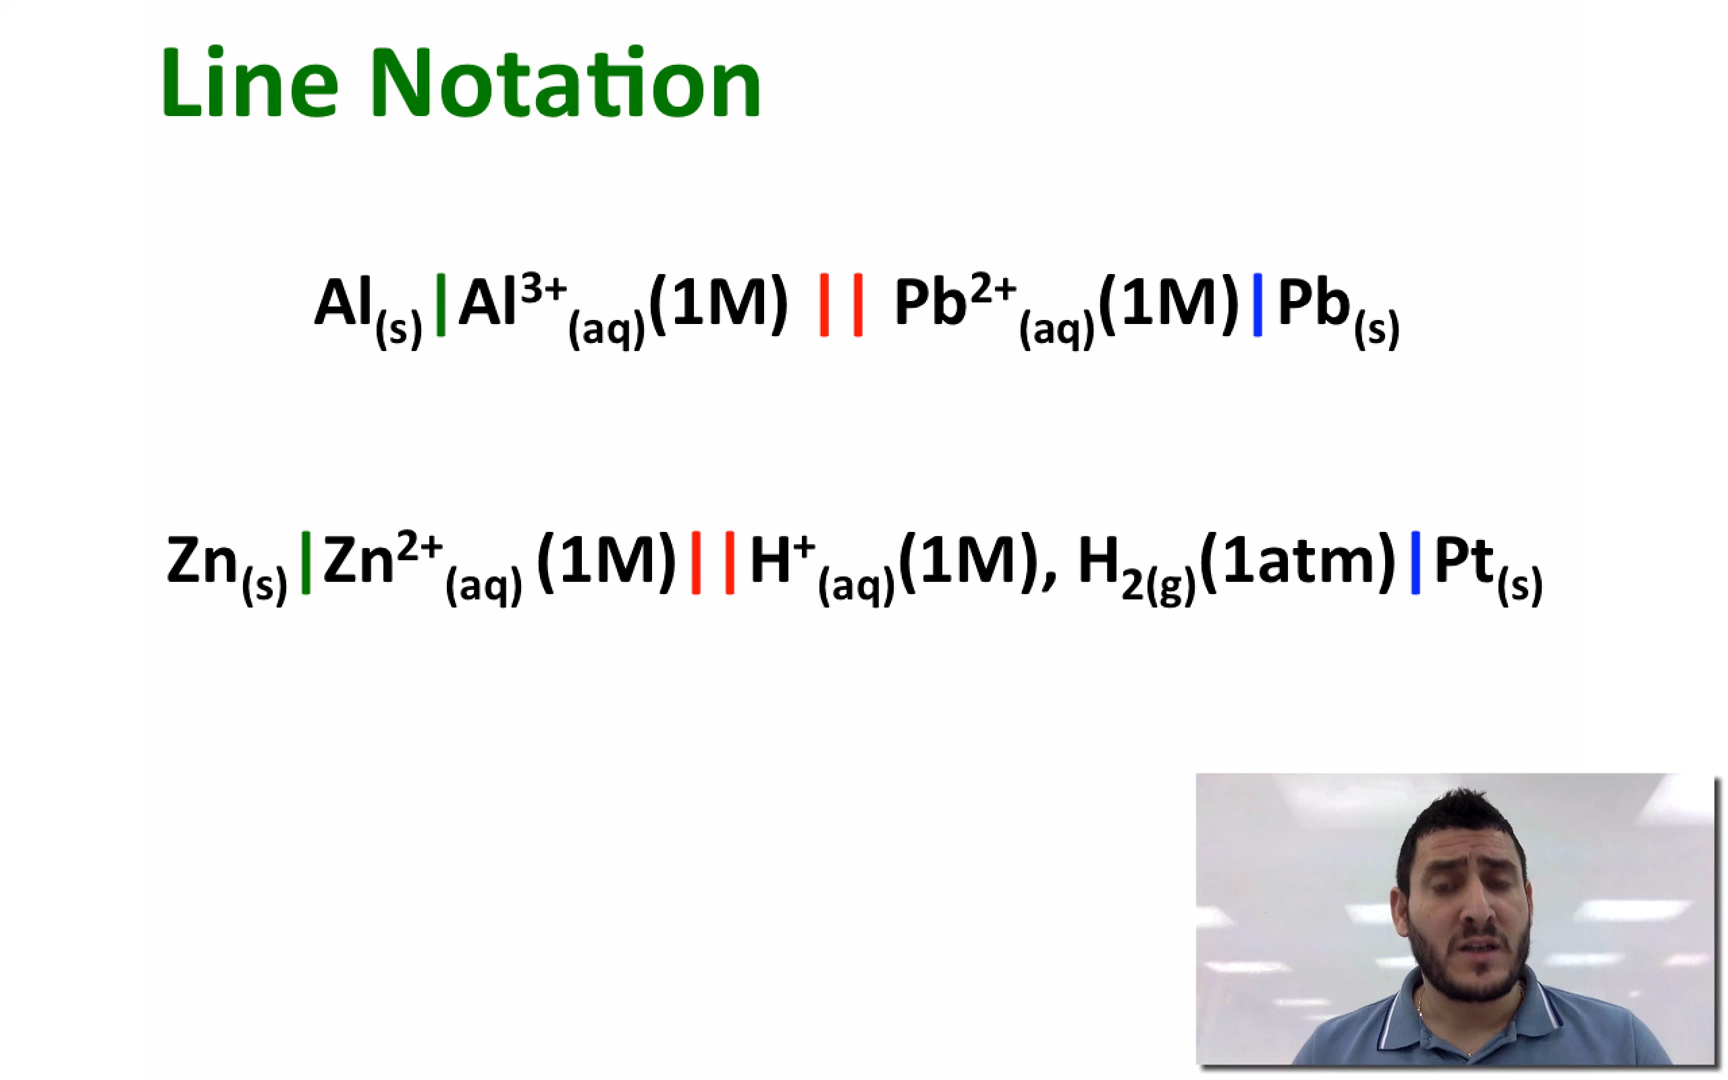 Line Notation
Al(s)|Al³⁺(aq)(1M) || Pb²⁺(aq)(1M)|Pb(s)
Zn(s)|Zn²⁺(aq) (1M)||H⁺(aq)(1M), H₂(g)(1atm)|Pt(s)